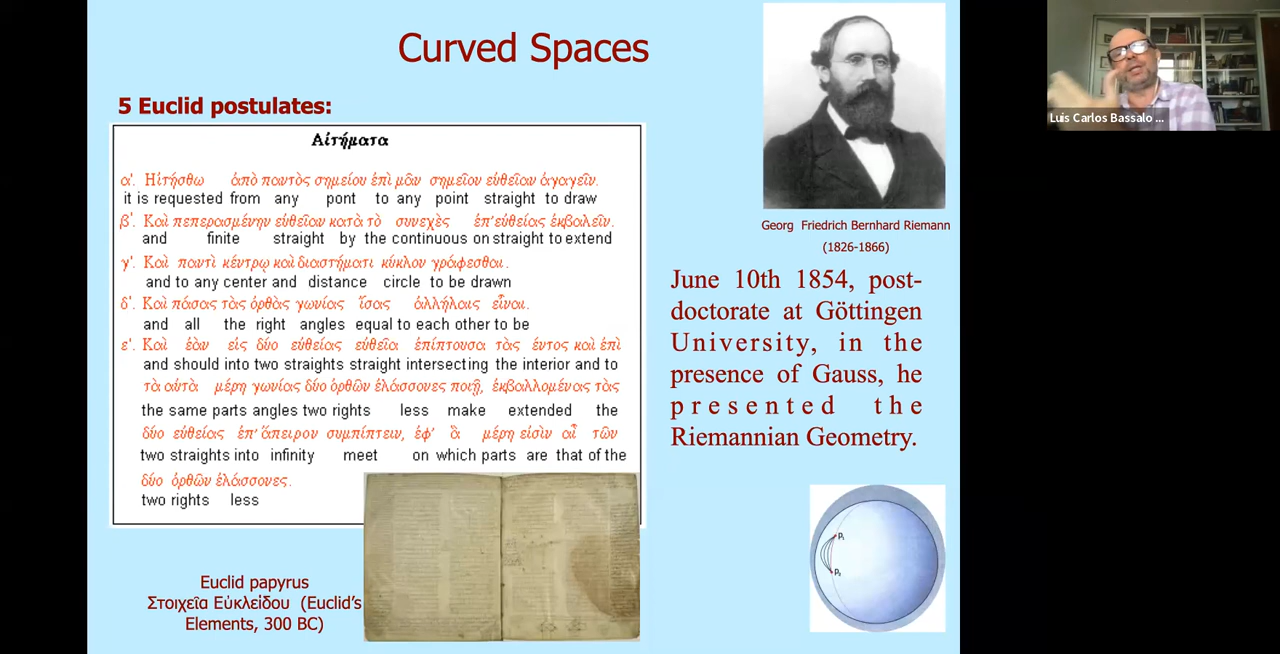 Curved Spaces
5 Euclid postulates:
Αἰτήματα
α'. Ηἰτήσθω ἀπὸ παντὸς σημείου ἐπὶ πᾶν σημεῖον εὐθεῖαν ἀγαγεῖν.
it is requested from any pont to any point straight to draw
β'. Καὶ πεπερασμένην εὐθεῖαν κατὰ τὸ συνεχὲς ἐπ' εὐθείας ἐκβαλεῖν.
and finite straight by the continuous on straight to extend
γ'. Καὶ παντὶ κέντρῳ καὶ διαστήματι κύκλον γράφεσθαι.
and to any center and distance circle to be drawn
δ'. Καὶ πάσας τὰς ὀρθὰς γωνίας ἴσας ἀλλήλαις εἶναι.
and all the right angles equal to each other to be
ε'. Καὶ ἐὰν εἰς δύο εὐθείας εὐθεῖα ἐπίπτουσα τὰς ἐντος καὶ ἐπὶ
and should into two straights straight intersecting the interior and to
τὰ αὐτὰ μέρη γωνίας δύο ὀρθῶν ἐλάσσονες ποιῇ, ἐκβαλλομένας τὰς
the same parts angles two rights less make extended the
δύο εὐθείας ἐπ' ἄπειρον συμπίπτειν, ἐφ' ἃ μέρη εἰσὶν αἱ τῶν
two straights into infinity meet on which parts are that of the
δύο ὀρθῶν ἐλάσσονες.
two rights less
Euclid papyrus
Στοιχεῖα Εὐκλείδου (Euclid's
Elements, 300 BC)
Georg Friedrich Bernhard Riemann
(1826-1866)
June 10th 1854, post-
doctorate at Göttingen
University, in the
presence of Gauss, he
presented the
Riemannian Geometry.
P₁
P₂
Luis Carlos Bassalo ...